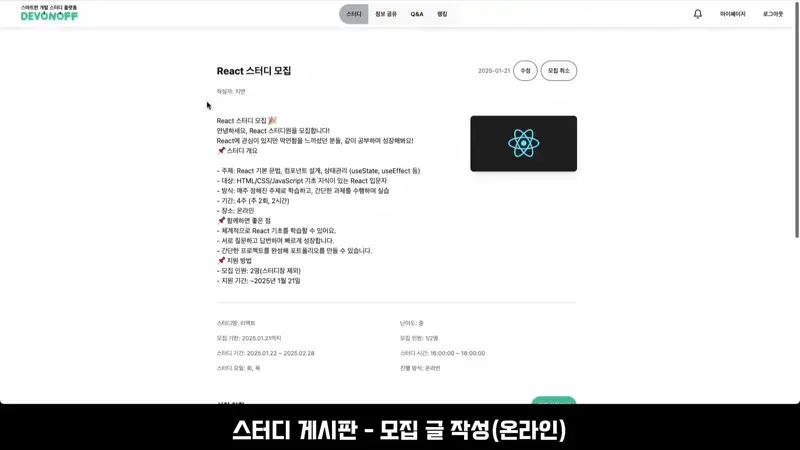 스마트한 개발 스터디 플랫폼
DEVONOFF
스터디
정보 공유
Q&A
랭킹
마이페이지
로그아웃
React 스터디 모집
2025-01-21
수정
모집 취소
작성자: 지연
React 스터디 모집 🎉
안녕하세요, React 스터디원을 모집합니다!
React에 관심이 있지만 막연함을 느끼셨던 분들, 같이 공부하며 성장해봐요!
📌 스터디 개요
- 주제: React 기본 문법, 컴포넌트 설계, 상태관리 (useState, useEffect 등)
- 대상: HTML/CSS/JavaScript 기초 지식이 있는 React 입문자
- 방식: 매주 정해진 주제로 학습하고, 간단한 과제를 수행하며 실습
- 기간: 4주 (주 2회, 2시간)
- 장소: 온라인
📌 함께하면 좋은 점
- 체계적으로 React 기초를 학습할 수 있어요.
- 서로 질문하고 답변하며 빠르게 성장합니다.
- 간단한 프로젝트를 완성해 포트폴리오를 만들 수 있습니다.
📌 지원 방법
- 모집 인원: 2명(스터디장 제외)
- 지원 기간: ~2025년 1월 21일
스터디명: 리액트
난이도: 중
모집 기한: 2025.01.21까지
모집 인원: 1/2명
스터디 기간: 2025.01.22 ~ 2025.02.28
스터디 시간: 16:00:00 ~ 18:00:00
스터디 요일: 화, 목
진행 방식: 온라인
스터디 게시판 - 모집 글 작성(온라인)